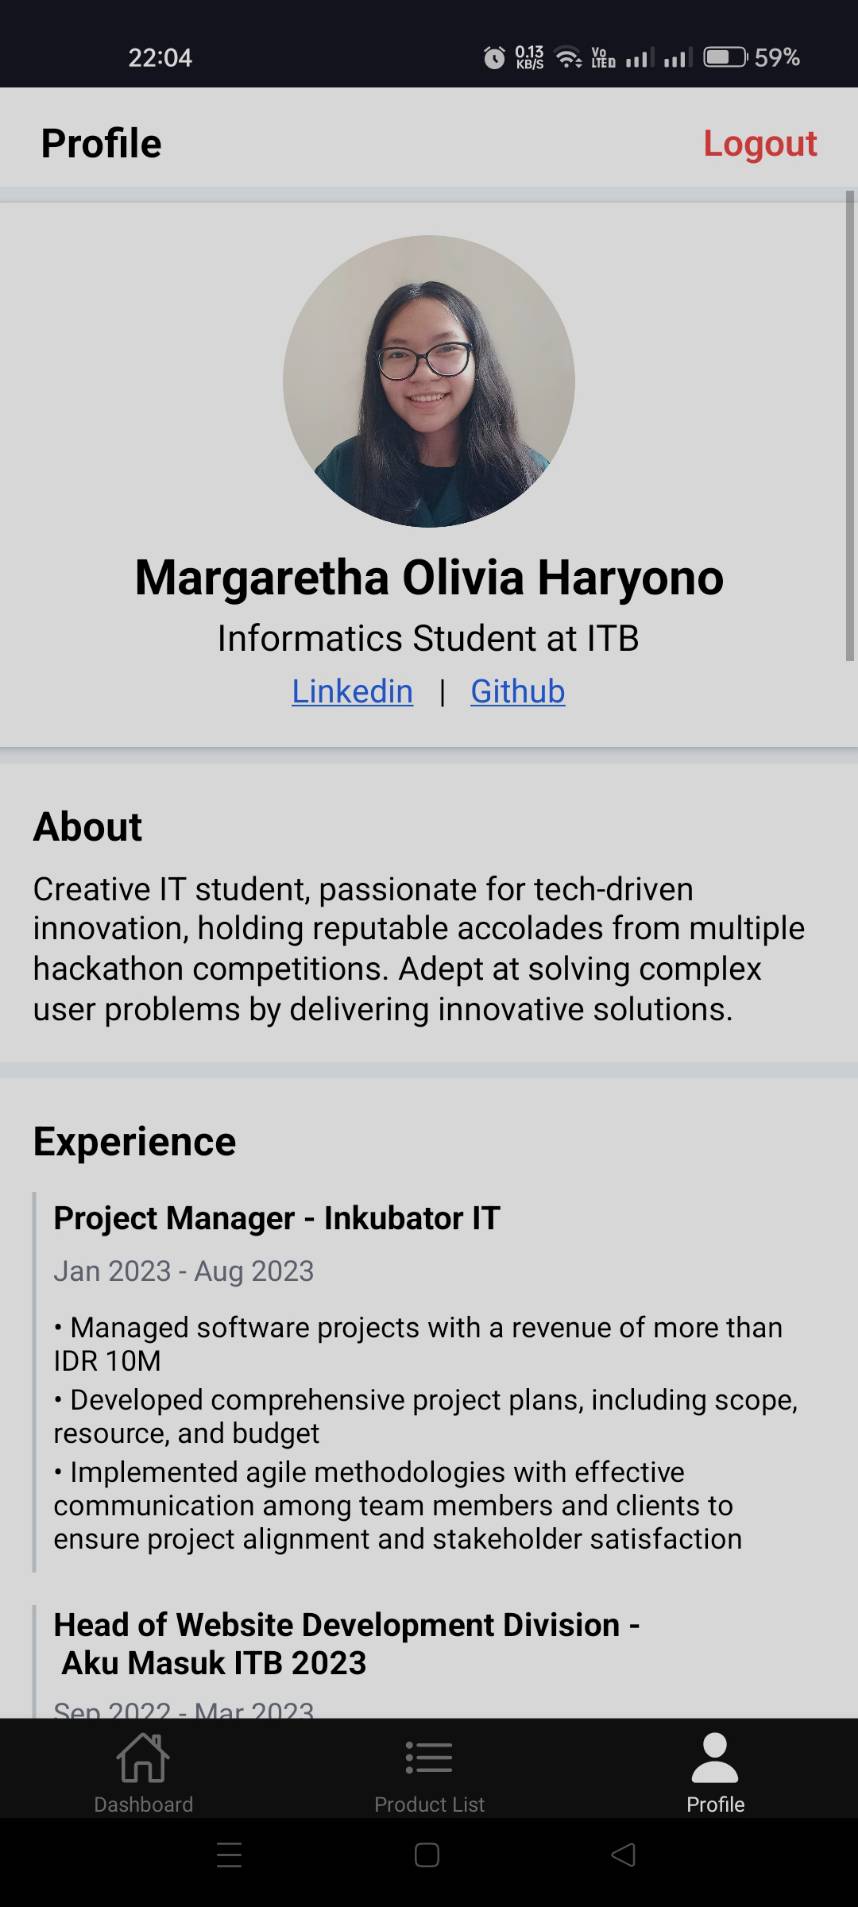 22:04 0.13 KB/S Vo LTE D 59%
Profile Logout
Margaretha Olivia Haryono
Informatics Student at ITB
Linkedin | Github
About
Creative IT student, passionate for tech-driven
innovation, holding reputable accolades from multiple
hackathon competitions. Adept at solving complex
user problems by delivering innovative solutions.
Experience
Project Manager - Inkubator IT
Jan 2023 - Aug 2023
• Managed software projects with a revenue of more than
IDR 10M
• Developed comprehensive project plans, including scope,
resource, and budget
• Implemented agile methodologies with effective
communication among team members and clients to
ensure project alignment and stakeholder satisfaction
Head of Website Development Division -
Aku Masuk ITB 2023
Sep 2022 - Mar 2023
Dashboard Product List Profile